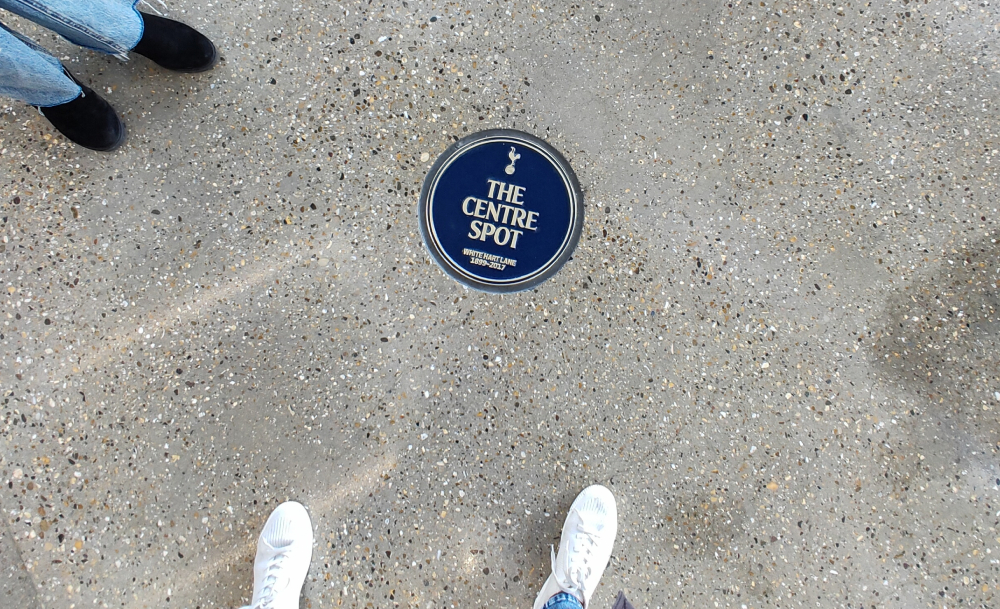 THE
CENTRE
SPOT
WHITE HART LANE
1899-2017